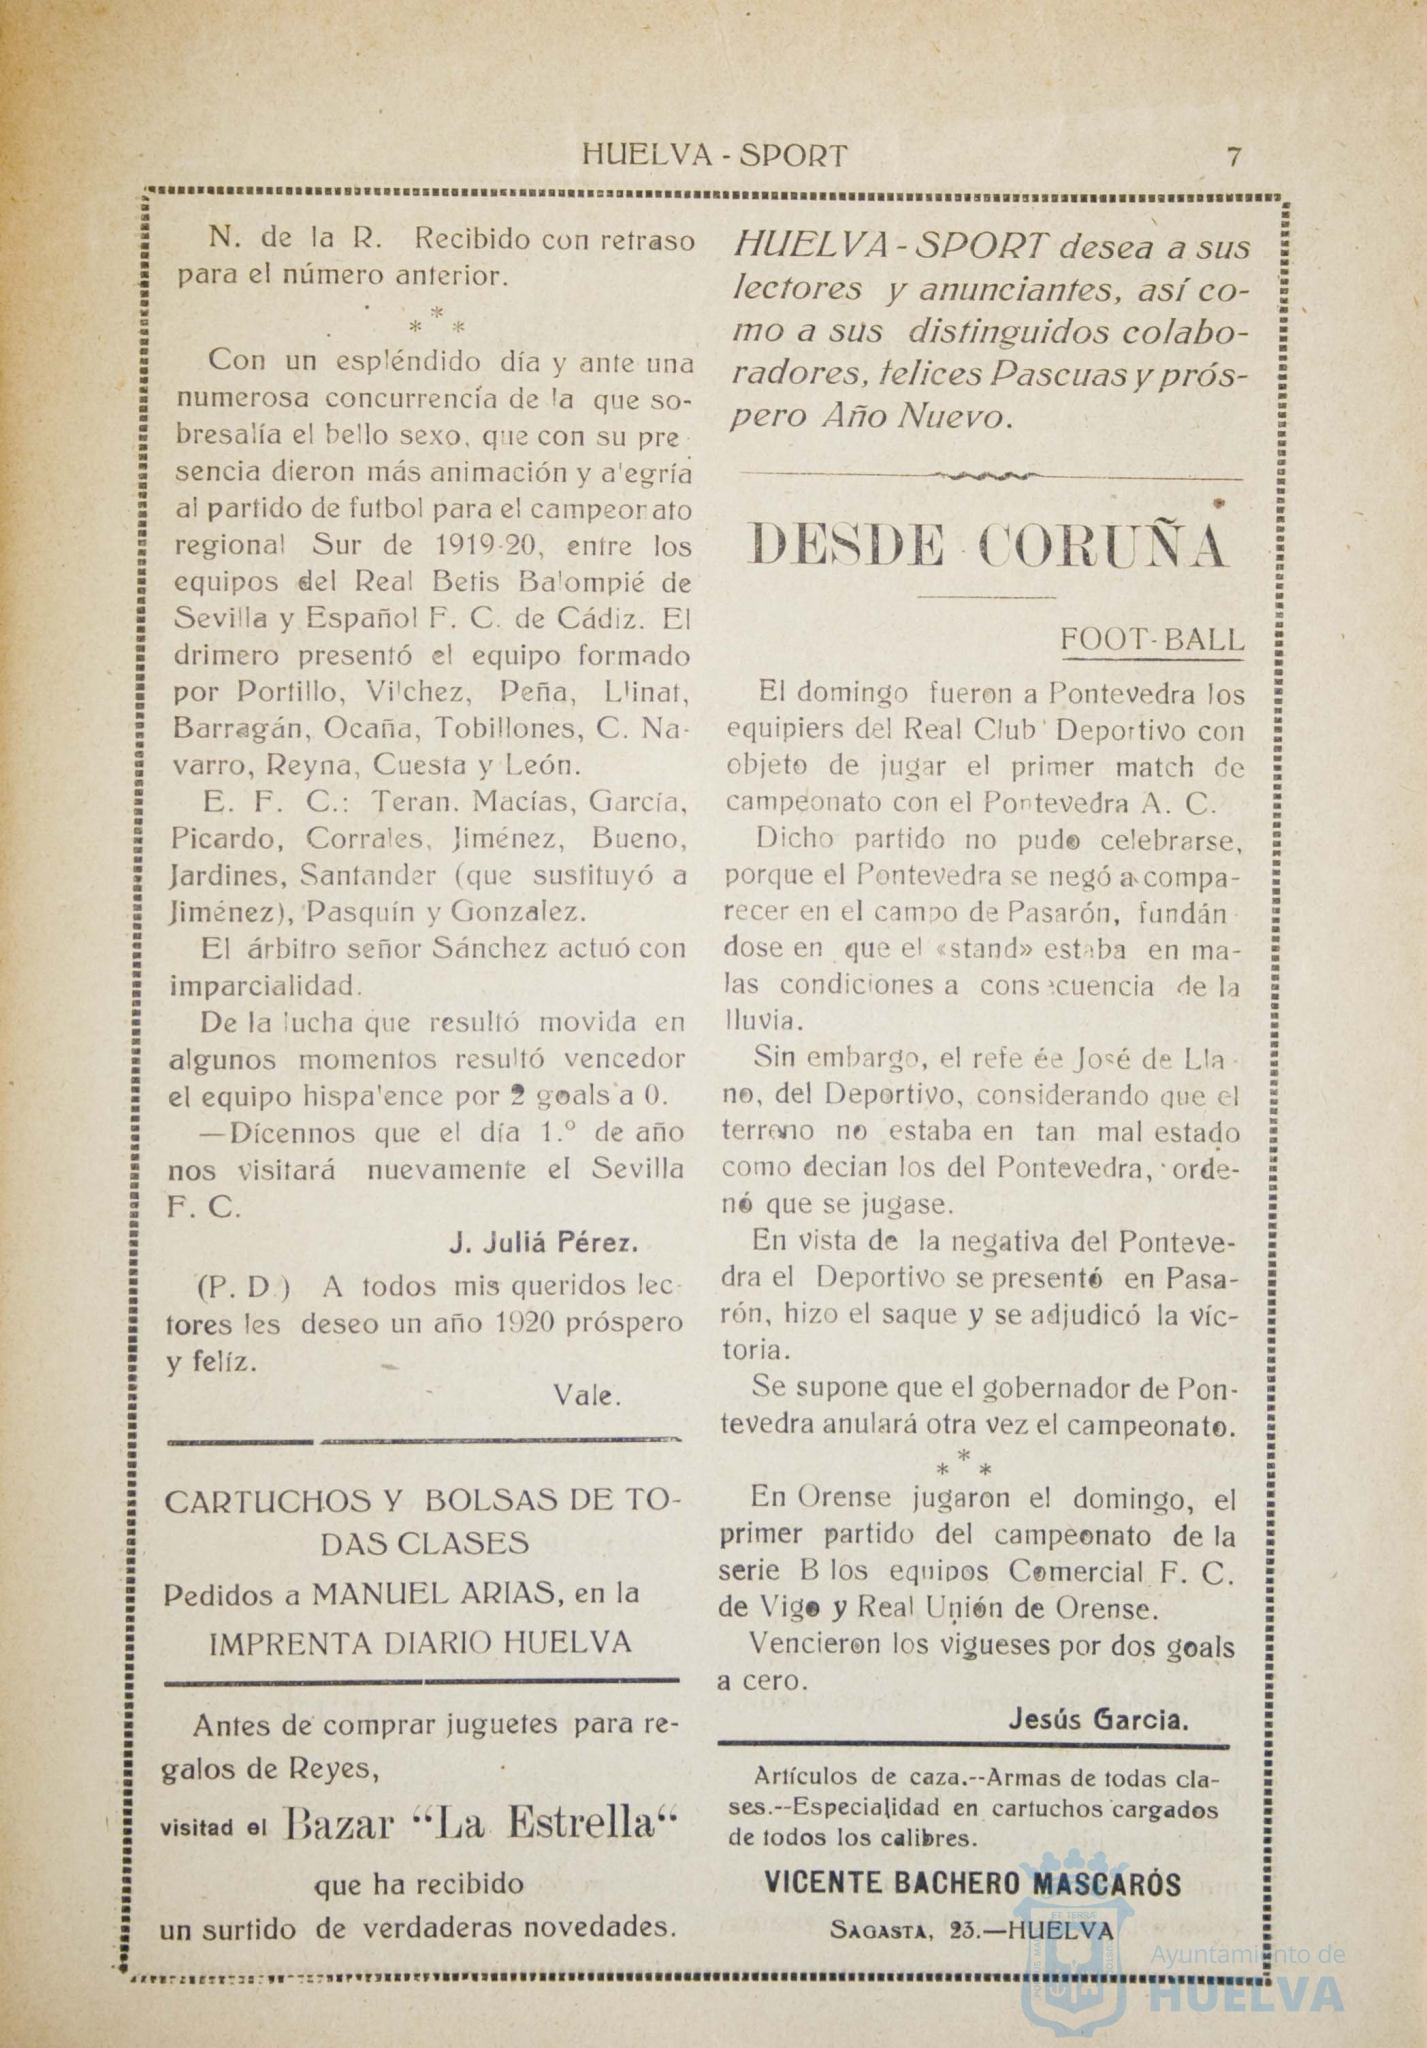 HUELVA - SPORT
7
N. de la R. Recibido con retraso
para el número anterior.
*
* *
Con un espléndido día y ante una
numerosa concurrencía de la que so-
bresalía el bello sexo, que con su pre
sencia dieron más animación y a'egría
al partido de futbol para el campeonato
regional Sur de 1919-20, entre los
equipos del Real Betis Ba'ompié de
Sevilla y Español F. C. de Cádiz. El
drimero presentó el equipo formado
por Portillo, Vi'chez, Peña, Llinat,
Barragán, Ocaña, Tobillones, C. Na-
varro, Reyna, Cuesta y León.
E. F. C.: Teran. Macías, García,
Picardo, Corrales, Jiménez, Bueno,
Jardines, Santander (que sustituyó a
Jiménez), Pasquín y Gonzalez.
El árbitro señor Sánchez actuó con
imparcialidad.
De la lucha que resultó movida en
algunos momentos resultó vencedor
el equipo hispa'ence por 2 goals a 0.
—Dícennos que el día 1.º de año
nos visitará nuevamente el Sevilla
F. C.
J. Juliá Pérez.
(P. D.) A todos mis queridos lec
tores les deseo un año 1920 próspero
y felíz.
Vale.
CARTUCHOS Y BOLSAS DE TO-
DAS CLASES
Pedidos a MANUEL ARIAS, en la
IMPRENTA DIARIO HUELVA
Antes de comprar juguetes para re-
galos de Reyes,
visitad el Bazar “La Estrella“
que ha recibido
un surtido de verdaderas novedades.
HUELVA - SPORT desea a sus
lectores y anunciantes, así co-
mo a sus distinguidos colabo-
radores, telices Pascuas y prós-
pero Año Nuevo.
DESDE CORUÑA
FOOT-BALL
El domingo fueron a Pontevedra los
equipiers del Real Club Deportivo con
objeto de jugar el primer match de
campeonato con el Pontevedra A. C.
Dicho partido no pudo celebrarse,
porque el Pontevedra se negó a compa-
recer en el campo de Pasarón, fundán
dose en que el «stand» estaba en ma-
las condiciones a consecuencia de la
lluvia.
Sin embargo, el refe ée José de Lla
no, del Deportivo, considerando que el
terreno no estaba en tan mal estado
como decian los del Pontevedra, orde-
nó que se jugase.
En vista de la negativa del Ponteve-
dra el Deportivo se presentó en Pasa-
rón, hizo el saque y se adjudicó la víc-
toria.
Se supone que el gobernador de Pon-
tevedra anulará otra vez el campeonato.
*
* *
En Orense jugaron el domingo, el
primer partido del campeonato de la
serie B los equipos Comercial F. C.
de Vigo y Real Unión de Orense.
Vencieron los vigueses por dos goals
a cero.
Jesús Garcia.
Artículos de caza.--Armas de todas cla-
ses.--Especialidad en cartuchos cargados
de todos los calibres.
VICENTE BACHERO MASCARÓS
SAGASTA, 23.—HUELVA
Ayuntamiento de
HUELVA